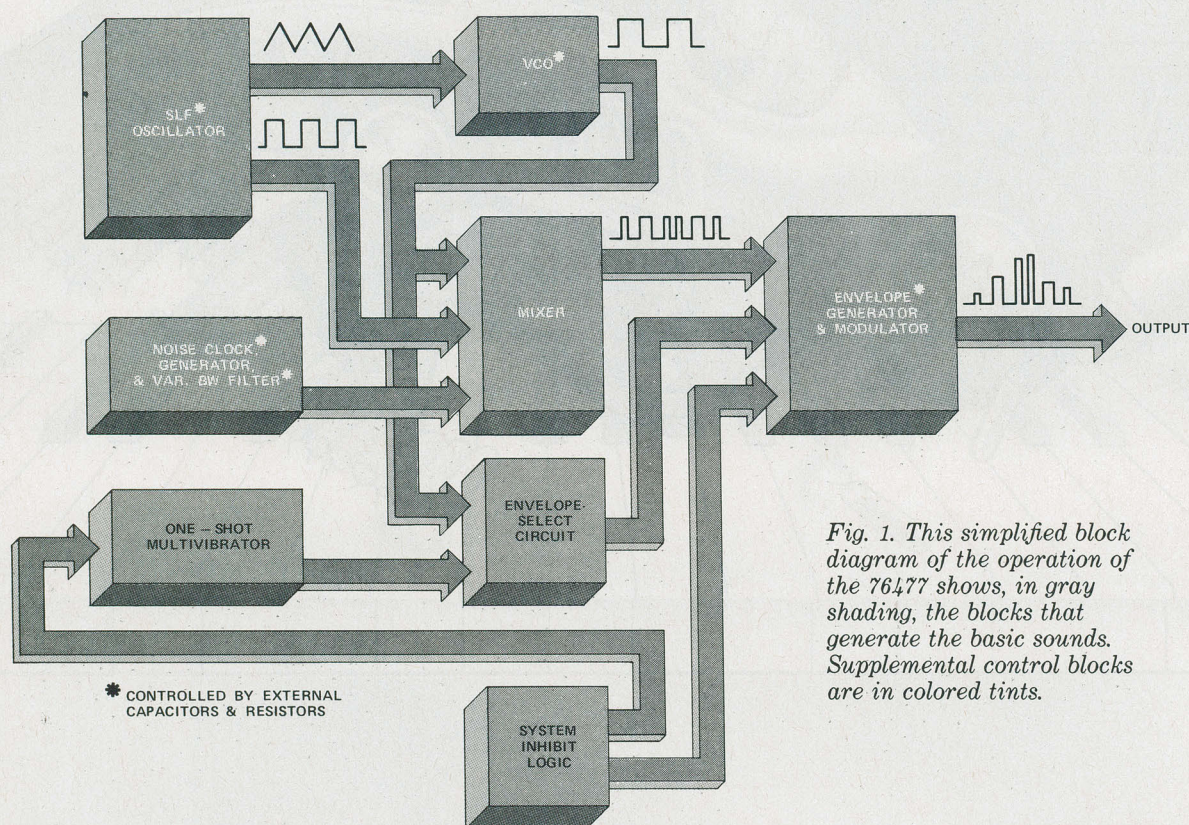 SLF*
OSCILLATOR
VCO*
MIXER
ENVELOPE*
GENERATOR
& MODULATOR
OUTPUT
NOISE CLOCK,*
GENERATOR,
& VAR. BW FILTER*
ONE – SHOT
MULTIVIBRATOR
ENVELOPE-
SELECT
CIRCUIT
SYSTEM
INHIBIT
LOGIC
* CONTROLLED BY EXTERNAL
CAPACITORS & RESISTORS
Fig. 1. This simplified block
diagram of the operation of
the 76477 shows, in gray
shading, the blocks that
generate the basic sounds.
Supplemental control blocks
are in colored tints.